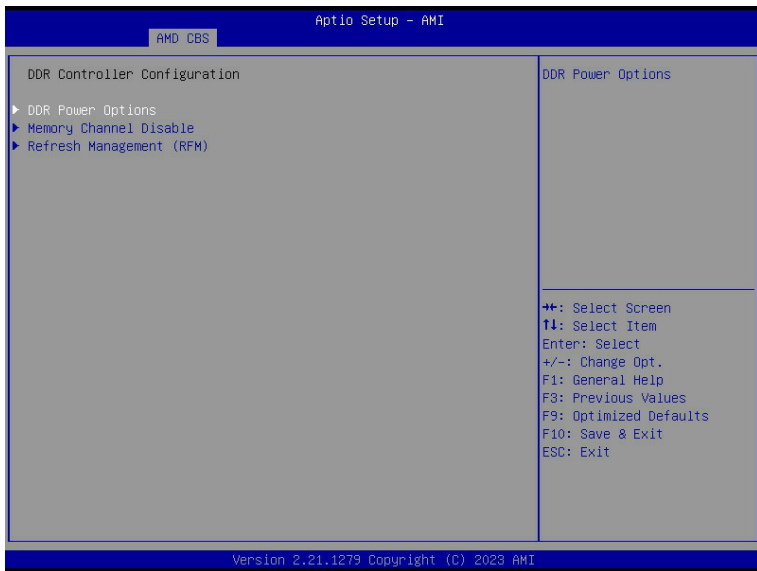 Aptio Setup – AMI
AMD CBS
DDR Controller Configuration
DDR Power Options
Memory Channel Disable
Refresh Management (RFM)
DDR Power Options
→←: Select Screen
↑↓: Select Item
Enter: Select
+/-: Change Opt.
F1: General Help
F3: Previous Values
F9: Optimized Defaults
F10: Save & Exit
ESC: Exit
Version 2.21.1279 Copyright (C) 2023 AMI